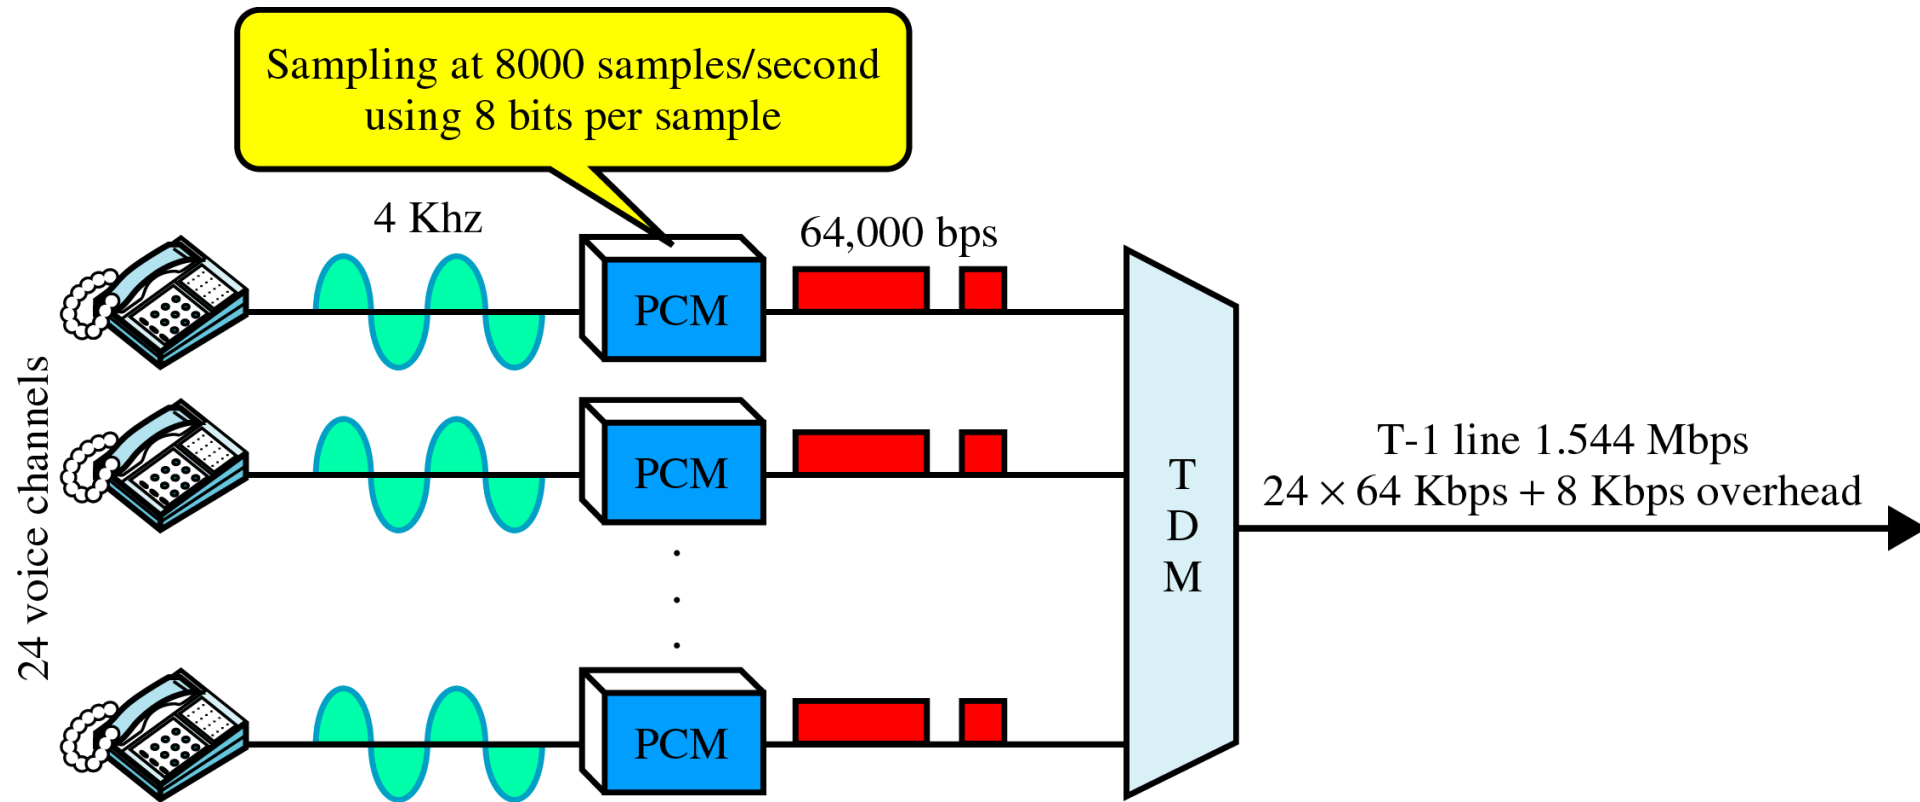 Sampling at 8000 samples/second
using 8 bits per sample
4 Khz
64,000 bps
PCM
24 voice channels
PCM
T
D
M
T-1 line 1.544 Mbps
24 × 64 Kbps + 8 Kbps overhead
PCM